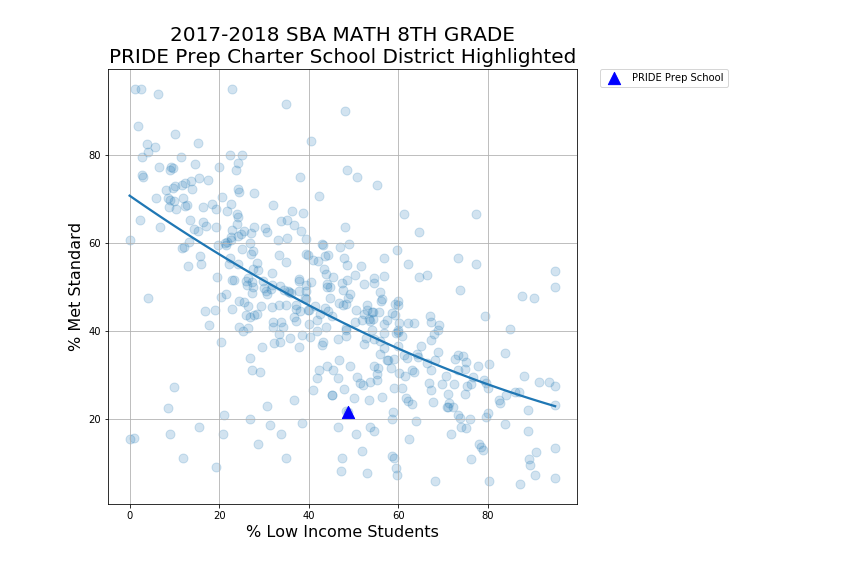 2017-2018 SBA MATH 8TH GRADE
PRIDE Prep Charter School District Highlighted
PRIDE Prep School
% Met Standard
80
60
40
20
0 20 40 60 80
% Low Income Students